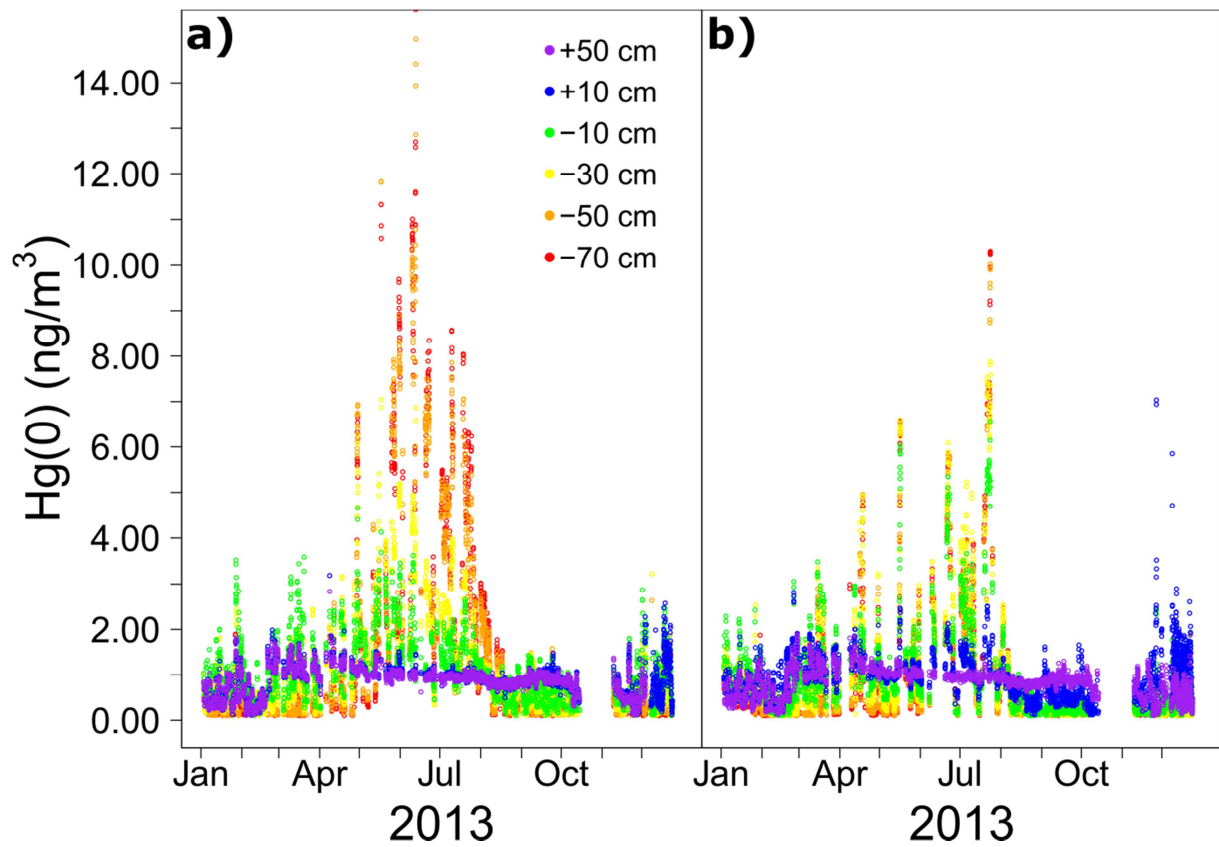 a)
b)
+50 cm
+10 cm
−10 cm
−30 cm
−50 cm
−70 cm
Hg(0) (ng/m³)
14.00
12.00
10.00
8.00
6.00
4.00
2.00
0.00
Jan Apr Jul Oct
Jan Apr Jul Oct
2013
2013